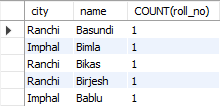 city name COUNT(roll_no)
Ranchi Basundi 1
Imphal Bimla 1
Ranchi Bikas 1
Ranchi Birjesh 1
Imphal Bablu 1